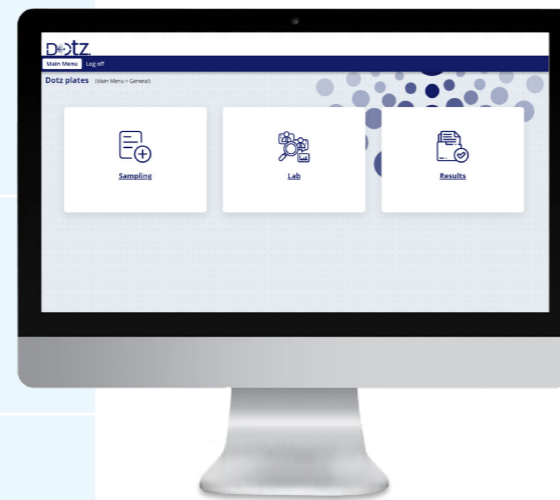 Dotz
Main Menu Log off
Dotz plates (Main Menu > General)
Sampling Lab Results